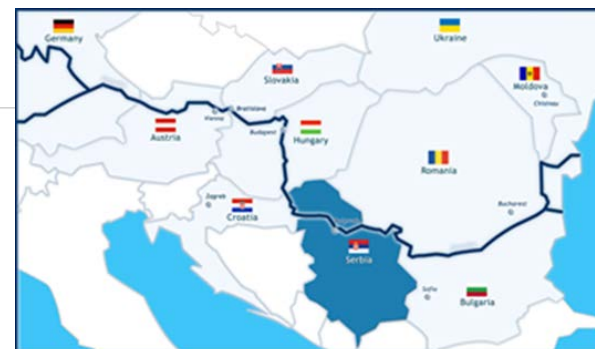 Germany
Ukraine
Slovakia
Moldova
Chisinau
Bratislava
Vienna
Austria
Budapest
Hungary
Romania
Zagreb
Croatia
Bucharest
Serbia
Sofia
Bulgaria